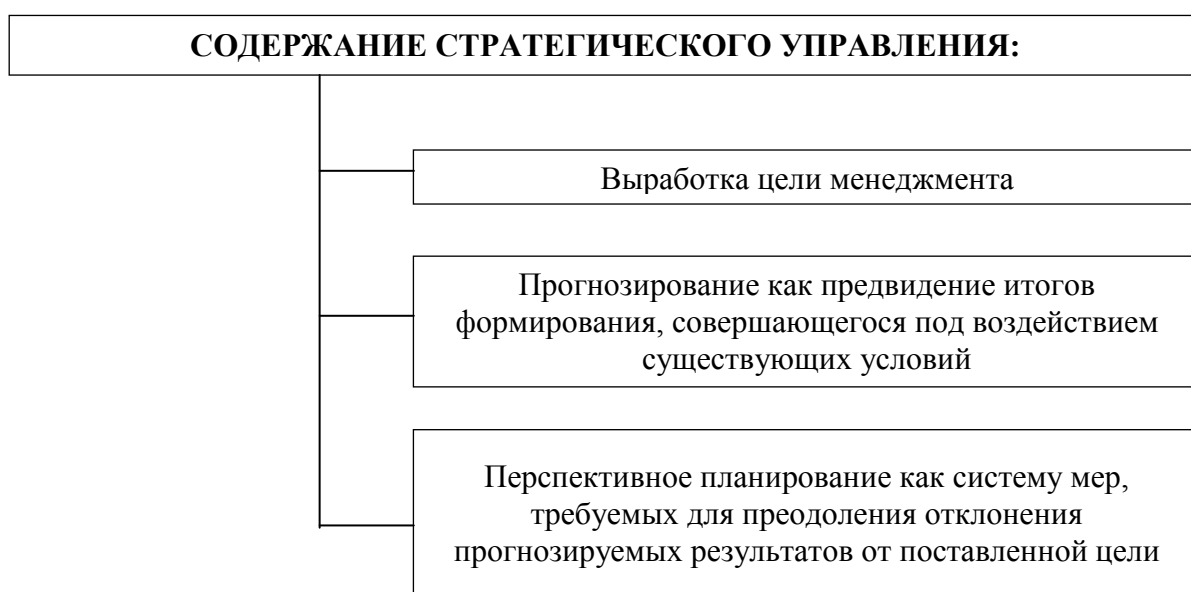 СОДЕРЖАНИЕ СТРАТЕГИЧЕСКОГО УПРАВЛЕНИЯ:
Выработка цели менеджмента
Прогнозирование как предвидение итогов
формирования, совершающегося под воздействием
существующих условий
Перспективное планирование как систему мер,
требуемых для преодоления отклонения
прогнозируемых результатов от поставленной цели